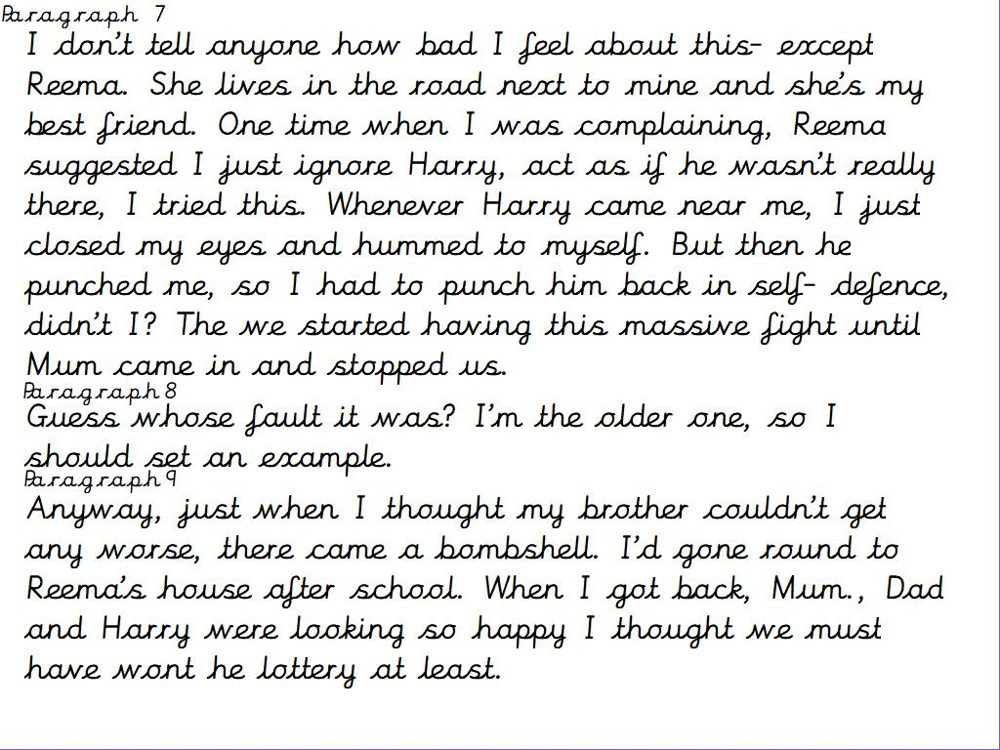 Paragraph 7
I don't tell anyone how bad I feel about this- except
Reema. She lives in the road next to mine and she's my
best friend. One time when I was complaining, Reema
suggested I just ignore Harry, act as if he wasn't really
there, I tried this. Whenever Harry came near me, I just
closed my eyes and hummed to myself. But then he
punched me, so I had to punch him back in self- defence,
didn't I? The we started having this massive fight until
Mum came in and stopped us.
Paragraph 8
Guess whose fault it was? I'm the older one, so I
should set an example.
Paragraph 9
Anyway, just when I thought my brother couldn't get
any worse, there came a bombshell. I'd gone round to
Reema's house after school. When I got back, Mum., Dad
and Harry were looking so happy I thought we must
have wont he lottery at least.